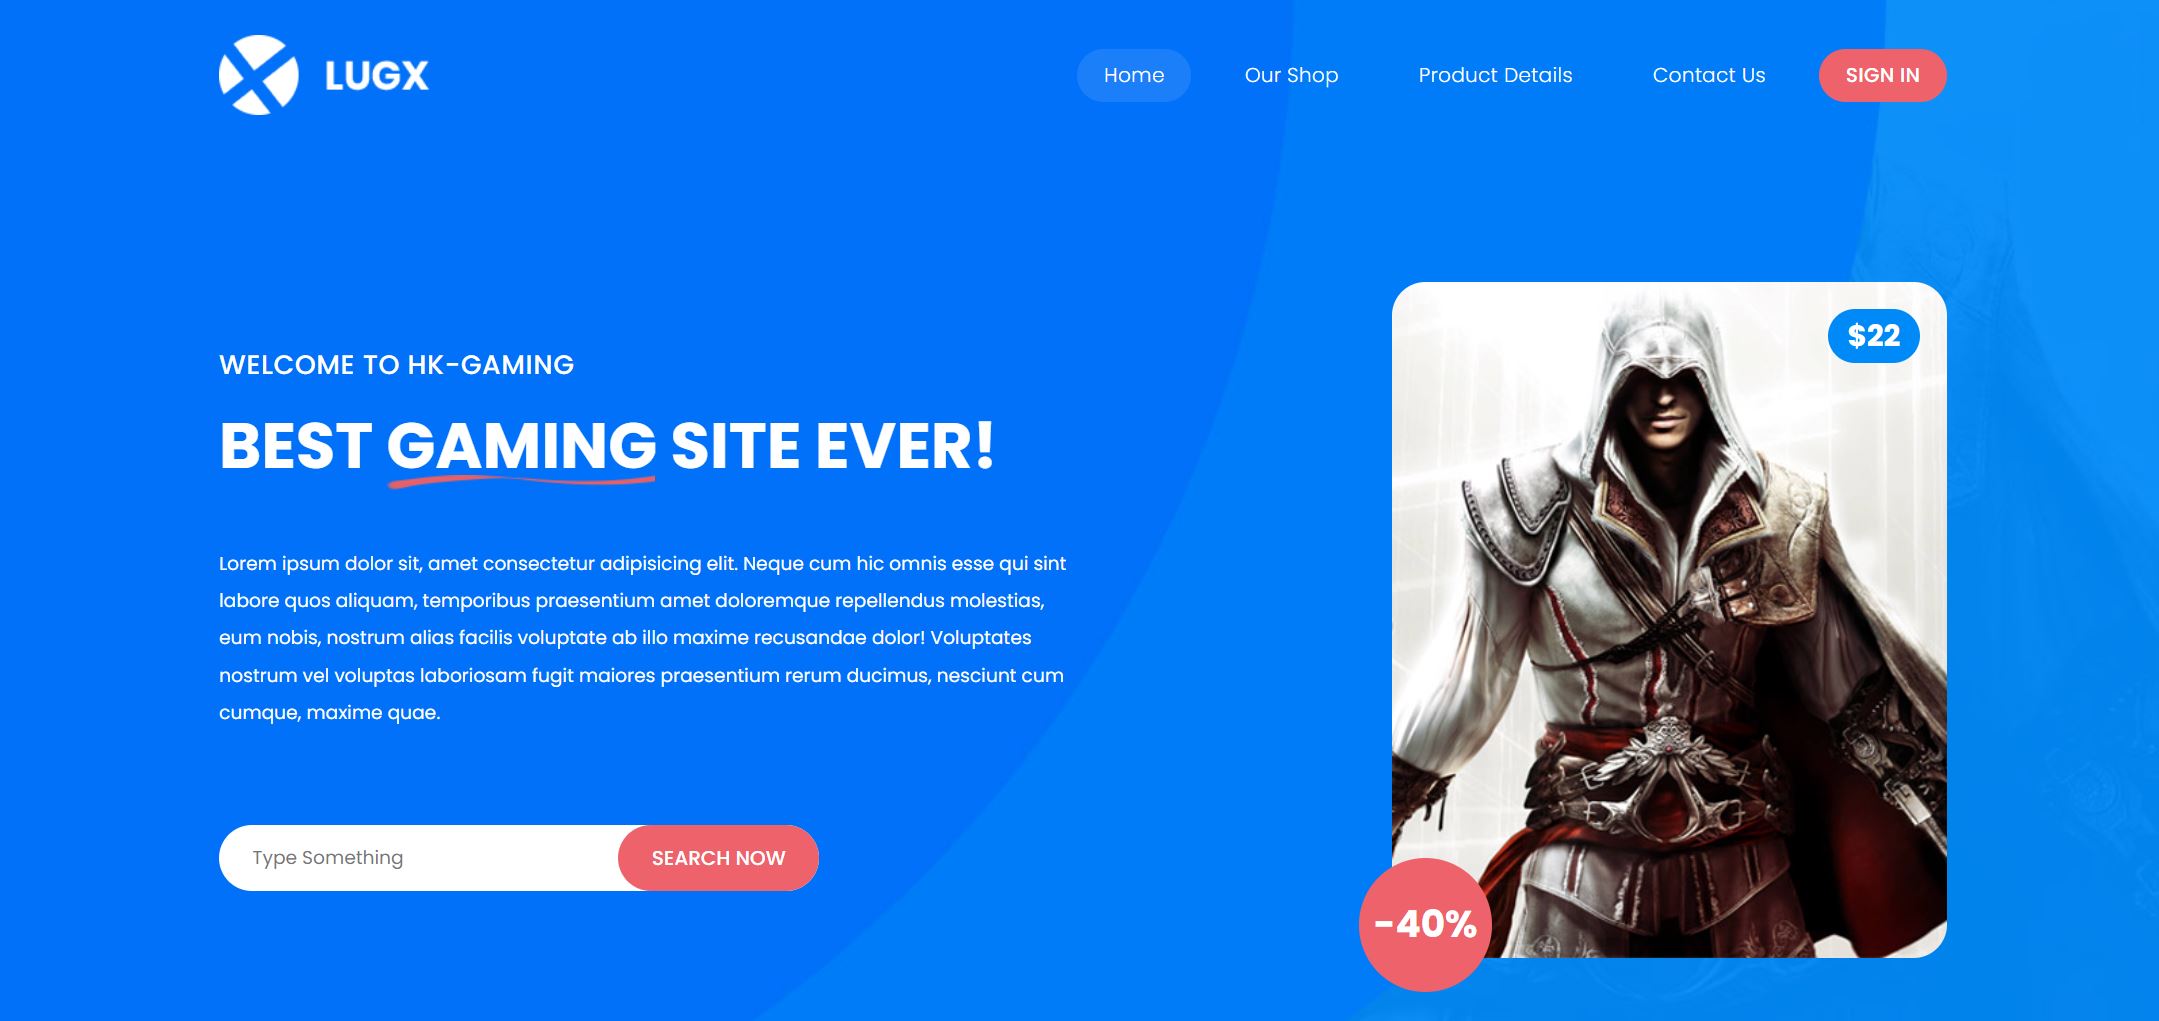 LUGX
Home
Our Shop
Product Details
Contact Us
SIGN IN
WELCOME TO HK-GAMING
BEST GAMING SITE EVER!
Lorem ipsum dolor sit, amet consectetur adipisicing elit. Neque cum hic omnis esse qui sint
labore quos aliquam, temporibus praesentium amet doloremque repellendus molestias,
eum nobis, nostrum alias facilis voluptate ab illo maxime recusandae dolor! Voluptates
nostrum vel voluptas laboriosam fugit maiores praesentium rerum ducimus, nesciunt cum
cumque, maxime quae.
Type Something
SEARCH NOW
$22
-40%